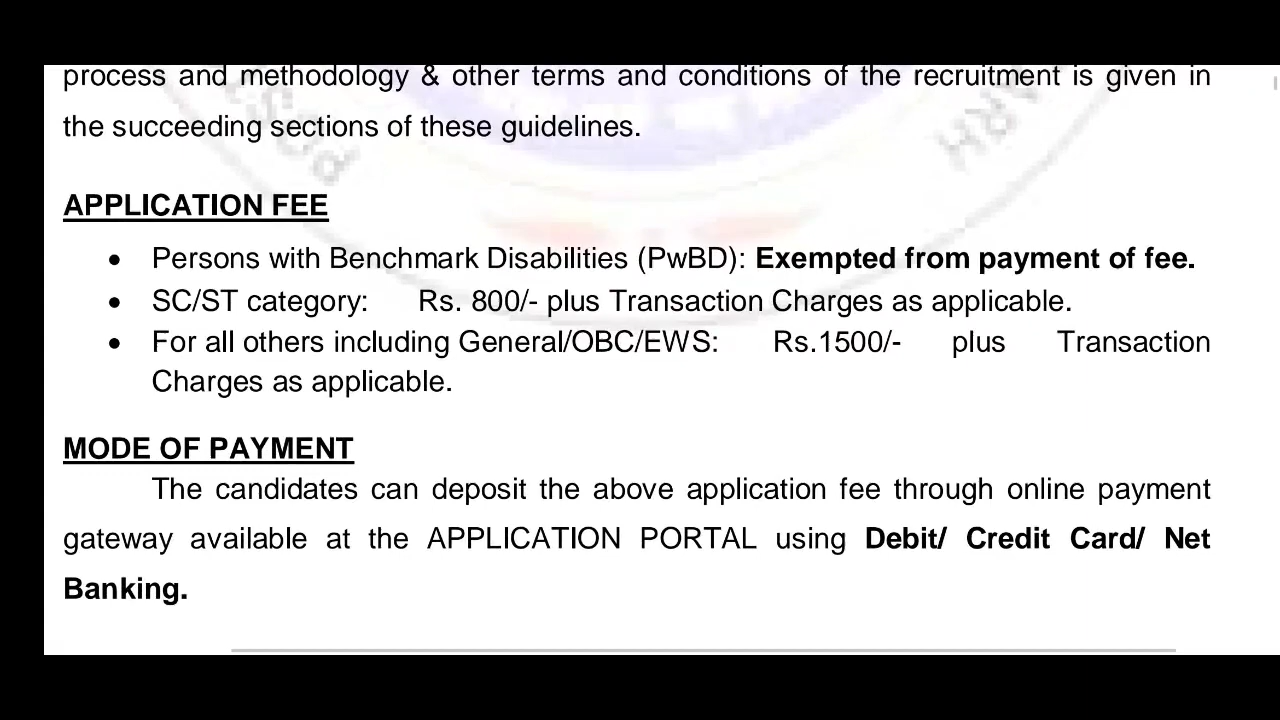 process and methodology & other terms and conditions of the recruitment is given in
the succeeding sections of these guidelines.
APPLICATION FEE
• Persons with Benchmark Disabilities (PwBD): Exempted from payment of fee.
• SC/ST category: Rs. 800/- plus Transaction Charges as applicable.
• For all others including General/OBC/EWS: Rs.1500/- plus Transaction
Charges as applicable.
MODE OF PAYMENT
The candidates can deposit the above application fee through online payment
gateway available at the APPLICATION PORTAL using Debit/ Credit Card/ Net
Banking.